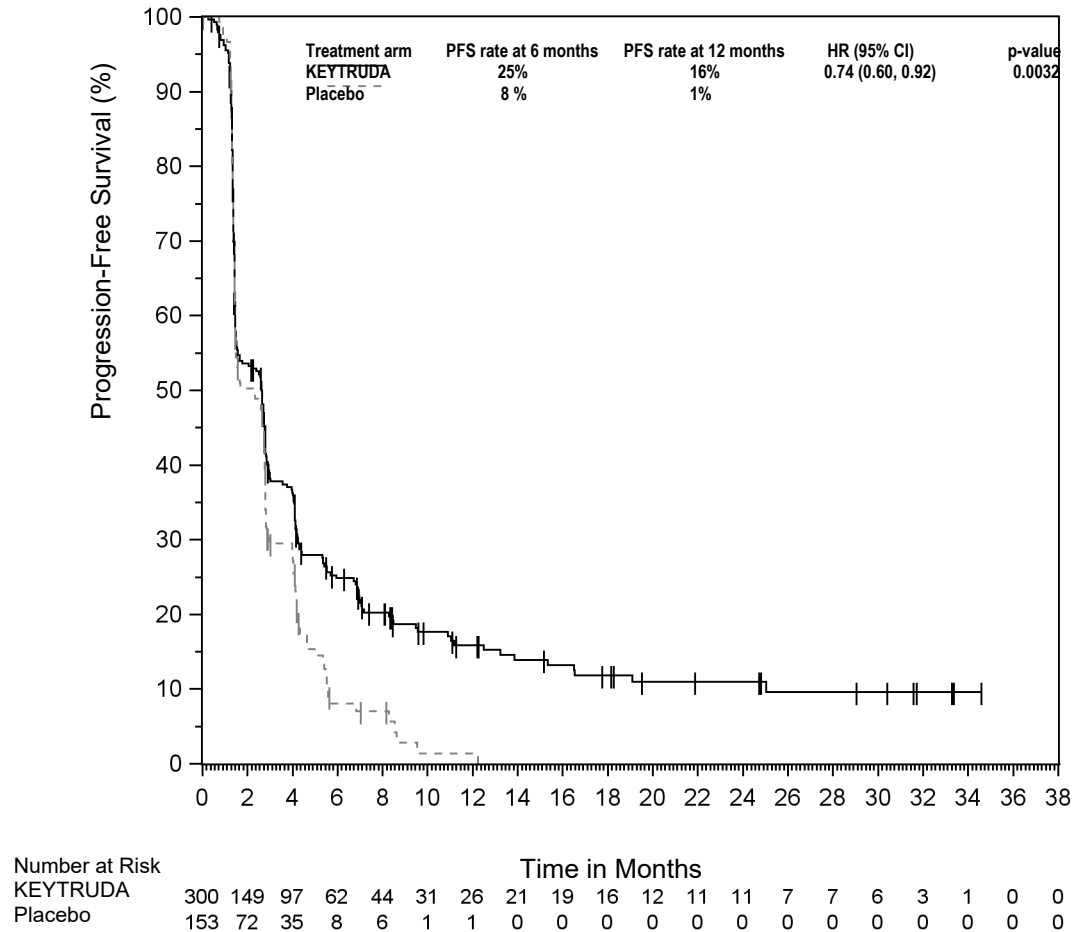 Progression-Free Survival (%)
100
90
80
70
60
50
40
30
20
10
0
Treatment arm PFS rate at 6 months PFS rate at 12 months HR (95% CI) p-value
KEYTRUDA 25% 16% 0.74 (0.60, 0.92) 0.0032
Placebo 8 % 1%
0 2 4 6 8 10 12 14 16 18 20 22 24 26 28 30 32 34 36 38
Time in Months
Number at Risk
KEYTRUDA 300 149 97 62 44 31 26 21 19 16 12 11 11 7 7 6 3 1 0 0
Placebo 153 72 35 8 6 1 1 0 0 0 0 0 0 0 0 0 0 0 0 0